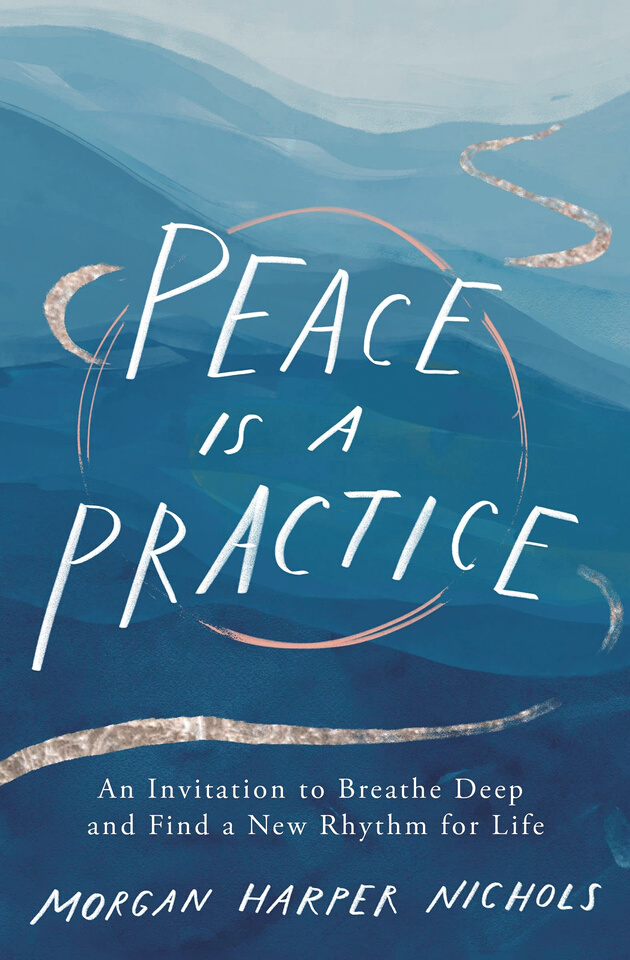 PEACE
IS A
PRACTICE
An Invitation to Breathe Deep
and Find a New Rhythm for Life
MORGAN HARPER NICHOLS